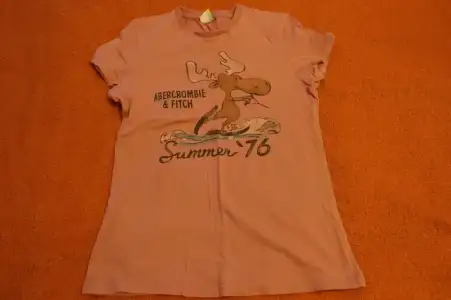 ABERCROMBIE
& FITCH
Summer '76